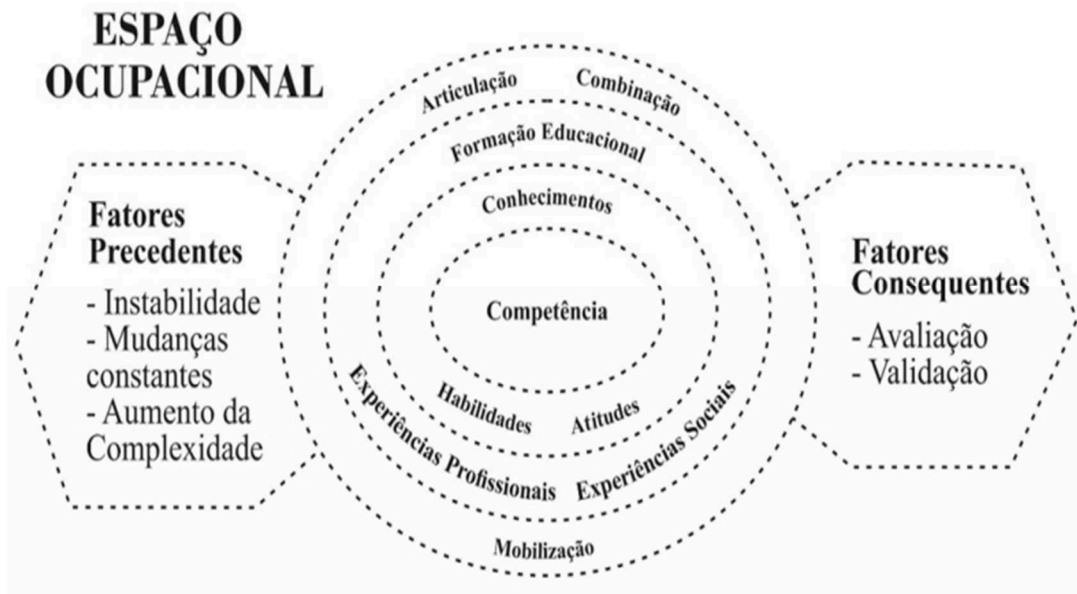 ESPAÇO
OCUPACIONAL
Articulação
Combinação
Formação Educacional
Conhecimentos
Competência
Habilidades
Atitudes
Experiências Profissionais
Experiências Sociais
Mobilização
Fatores
Precedentes
- Instabilidade
- Mudanças
constantes
- Aumento da
Complexidade
Fatores
Consequentes
- Avaliação
- Validação